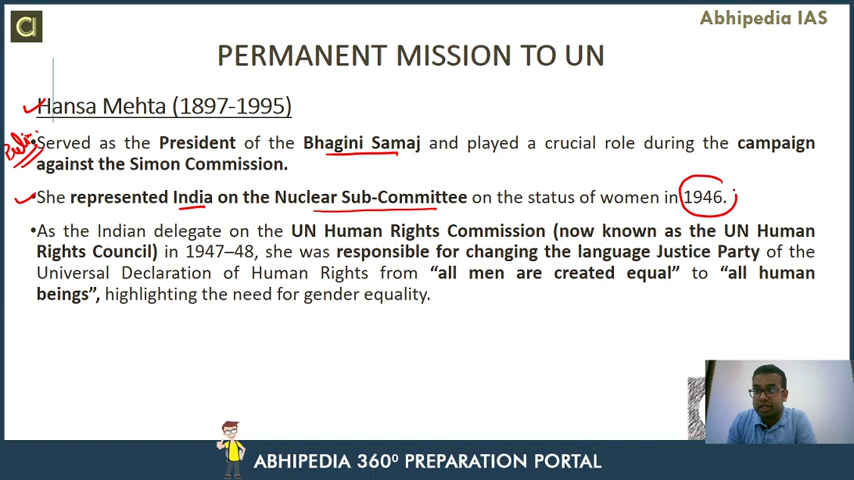 Abhipedia IAS
PERMANENT MISSION TO UN
Hansa Mehta (1897-1995)
•Served as the President of the Bhagini Samaj and played a crucial role during the campaign
against the Simon Commission.
•She represented India on the Nuclear Sub-Committee on the status of women in 1946.
•As the Indian delegate on the UN Human Rights Commission (now known as the UN Human
Rights Council) in 1947–48, she was responsible for changing the language Justice Party of the
Universal Declaration of Human Rights from “all men are created equal” to “all human
beings”, highlighting the need for gender equality.
ABHIPEDIA 360⁰ PREPARATION PORTAL